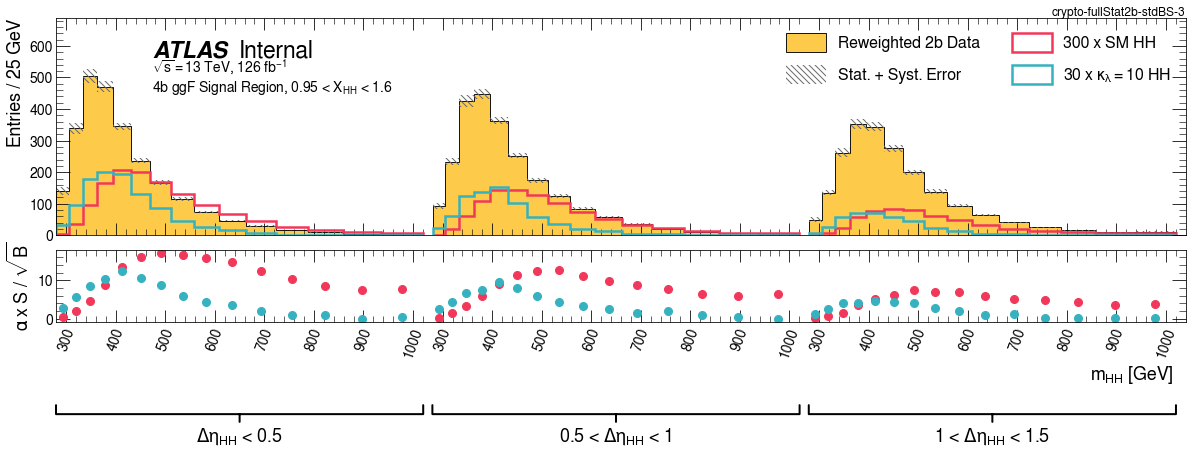 crypto-fullStat2b-stdBS-3
ATLAS Internal
√s = 13 TeV, 126 fb⁻¹
4b ggF Signal Region, 0.95 < X_HH < 1.6
Reweighted 2b Data
Stat. + Syst. Error
300 x SM HH
30 x κ_λ = 10 HH
Entries / 25 GeV
600
500
400
300
200
100
0
α x S / √B
10
0
300 400 500 600 700 800 900 1000 300 400 500 600 700 800 900 1000 300 400 500 600 700 800 900 1000
m_HH [GeV]
Δη_HH < 0.5
0.5 < Δη_HH < 1
1 < Δη_HH < 1.5